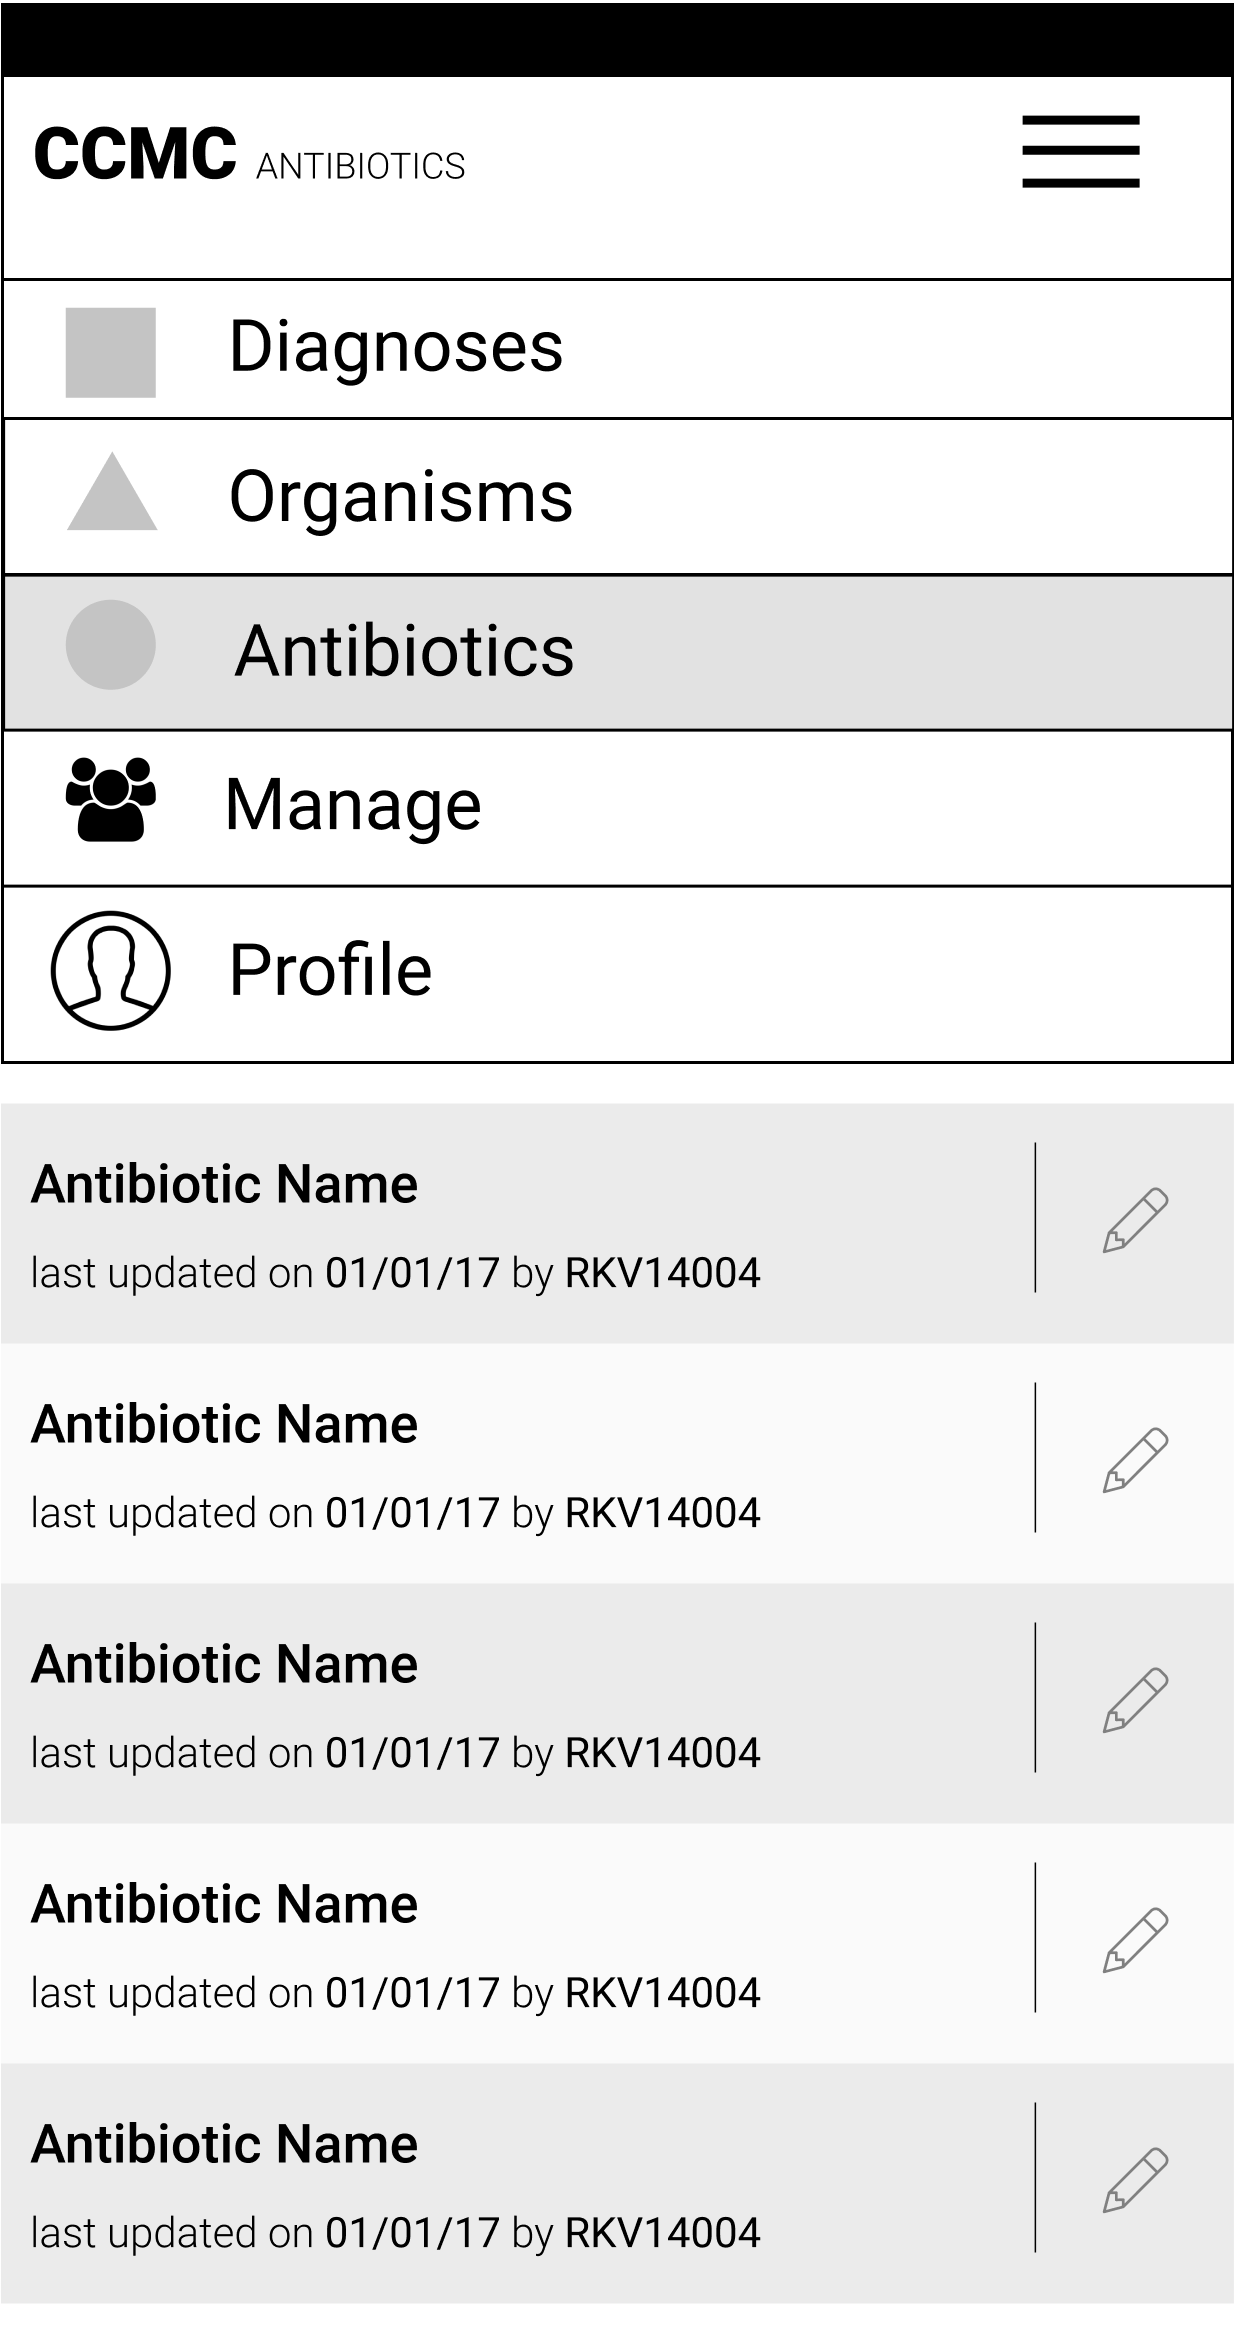 CCMC ANTIBIOTICS
Diagnoses
Organisms
Antibiotics
Manage
Profile
Antibiotic Name
last updated on 01/01/17 by RKV14004
Antibiotic Name
last updated on 01/01/17 by RKV14004
Antibiotic Name
last updated on 01/01/17 by RKV14004
Antibiotic Name
last updated on 01/01/17 by RKV14004
Antibiotic Name
last updated on 01/01/17 by RKV14004